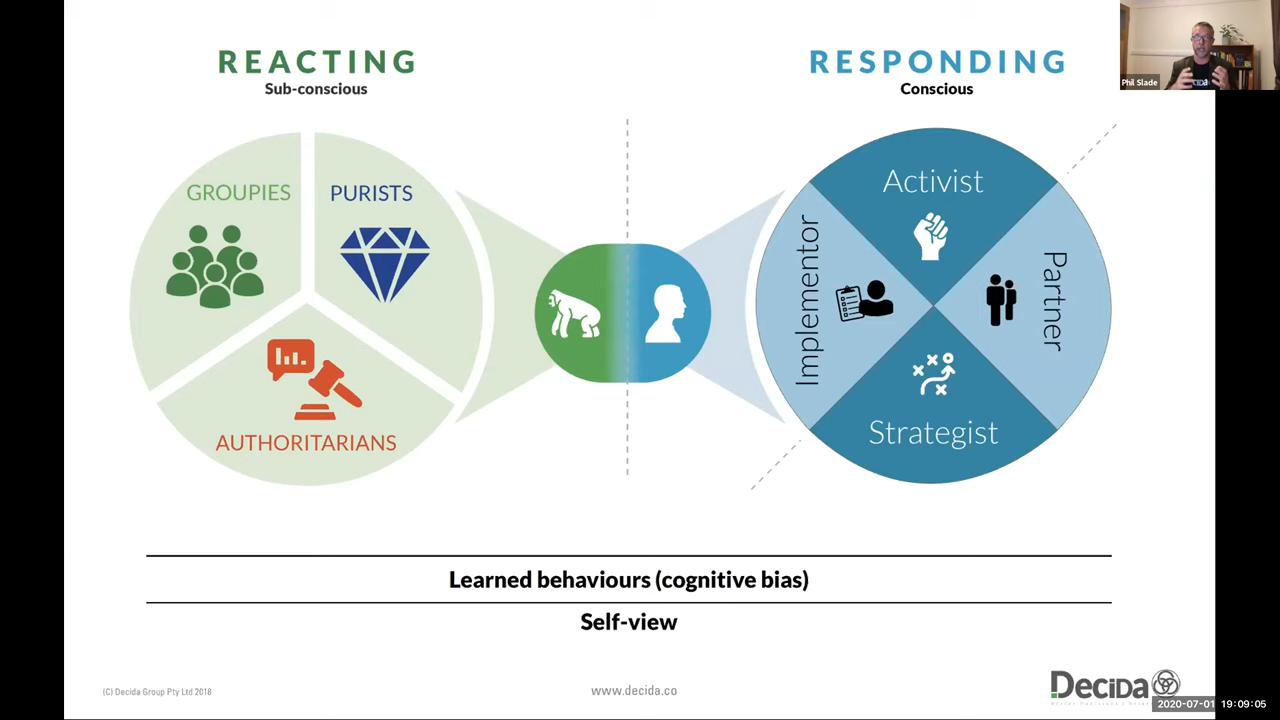 REACTING
Sub-conscious
RESPONDING
Conscious
Phil Slade
GROUPIES
PURISTS
AUTHORITARIANS
Activist
Implementor
Partner
Strategist
Learned behaviours (cognitive bias)
Self-view
(C) Decida Group Pty Ltd 2018
www.decida.co
Decida
2020-07-01 19:09:05